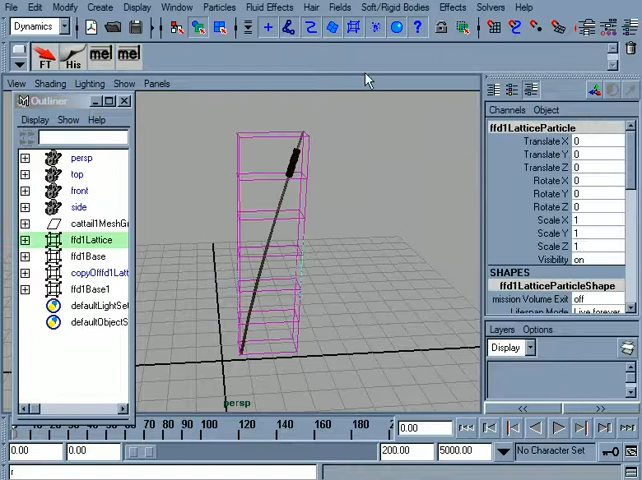 File Edit Modify Create Display Window Particles Fluid Effects Hair Fields Soft/Rigid Bodies Effects Solvers Help
Dynamics
FT His mel mel
View Shading Lighting Show Panels
Channels Object
Outliner
Display Show Help
persp
top
front
side
cattail1MeshG
ffd1Lattice
ffd1Base
copyOfffd1Latt
ffd1Base1
defaultLightSe
defaultObjectS
persp
ffd1LatticeParticle
Translate X 0
Translate Y 0
Translate Z 0
Rotate X 0
Rotate Y 0
Rotate Z 0
Scale X 1
Scale Y 1
Scale Z 1
Visibility on
SHAPES
ffd1LatticeParticleShape
mission Volume Exit off
Lifespan Mode Live forever
Layers Options
Display
20 40 60 80 100 120 140 160 180 0.00
0.00 0.00 200.00 5000.00 No Character Set